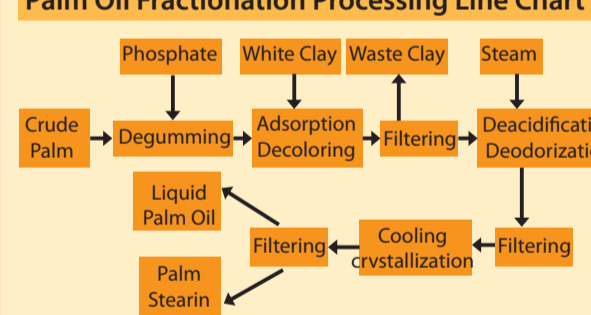 Palm Oil Fractionation Processing Line Chart
Phosphate
White Clay
Waste Clay
Steam
Crude
Palm
Degumming
Adsorption
Decoloring
Filtering
Deacidificati
Deodorizati
Liquid
Palm Oil
Filtering
Cooling
crystallization
Filtering
Palm
Stearin